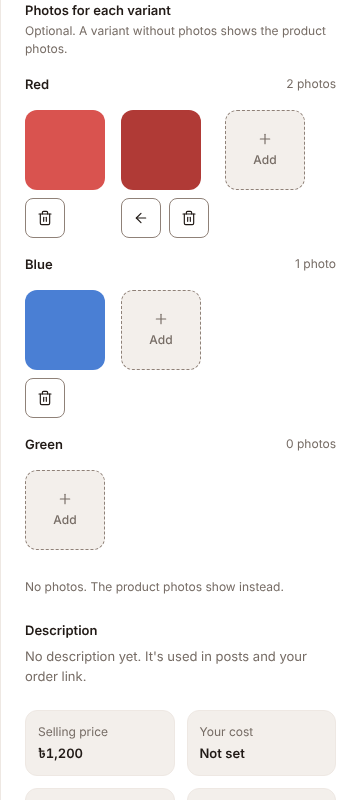 Photos for each variant
Optional. A variant without photos shows the product
photos.
Red
2 photos
Add
Blue
1 photo
Add
Green
0 photos
Add
No photos. The product photos show instead.
Description
No description yet. It's used in posts and your
order link.
Selling price
৳1,200
Your cost
Not set